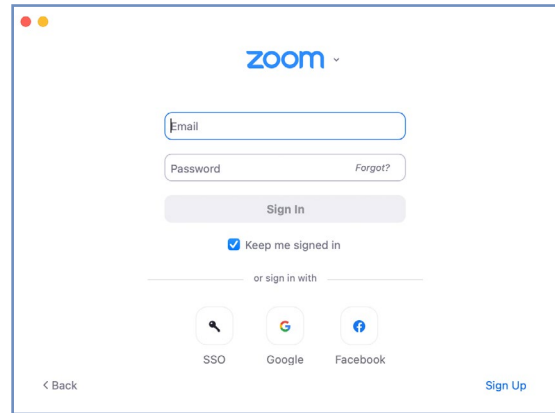 zoom
Email
Password Forgot?
Sign In
Keep me signed in
or sign in with
SSO Google Facebook
< Back Sign Up